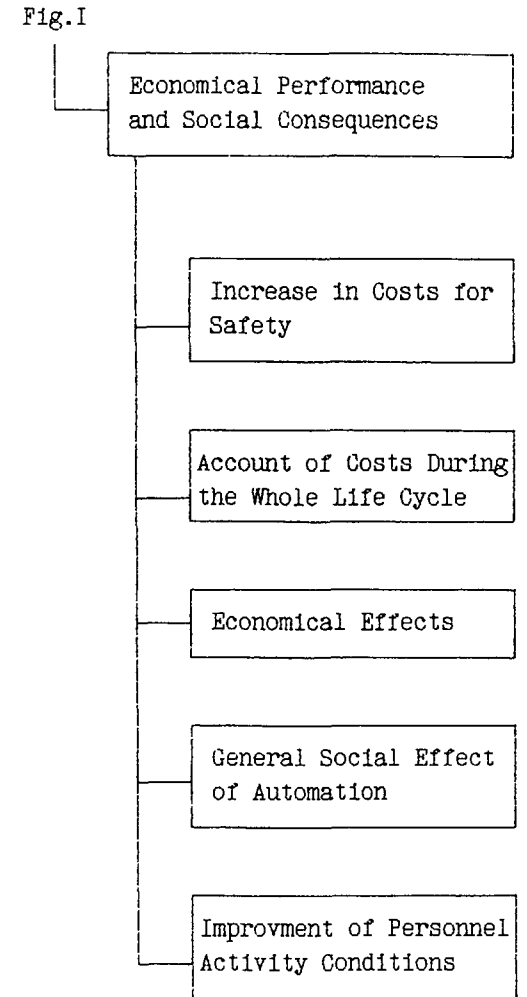 Fig.I
Economical Performance
and Social Consequences
Increase in Costs for
Safety
Account of Costs During
the Whole Life Cycle
Economical Effects
General Social Effect
of Automation
Improvment of Personnel
Activity Conditions